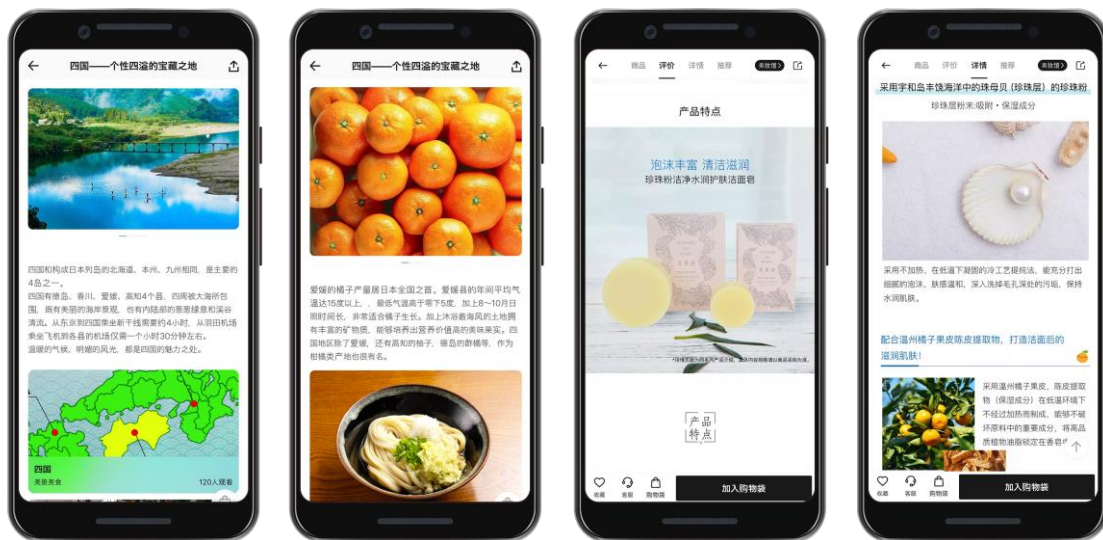 四国——个性四溢的宝藏之地
四国和构成日本列岛的北海道、本州、九州相同，是主要的
4岛之一。
四国有德岛、香川、爱媛、高知4个县，四周被大海所包
围，既有美丽的海岸景观，也有内陆部的葱葱绿意和溪谷
清流。从东京到四国乘坐新干线需要约4小时，从羽田机场
乘坐飞机到各县的机场仅需一个小时30分钟左右。
温暖的气候、明媚的风光，都是四国的魅力之处。
四国
美景美食
120人观看
四国——个性四溢的宝藏之地
爱媛的橘子产量居日本全国之首。爱媛县的年间平均气
温达15度以上，．最低气温高于零下5度，加上8～10月日
照时间长，非常适合橘子生长。加上沐浴着海风的土地拥
有丰富的矿物质，能够培养出营养价值高的美味果实。四
国地区除了爱媛，还有高知的柚子，德岛的酢橘等，作为
柑橘类产地也很有名。
商品 评价 详情 推荐
美妆馆>
产品特点
泡沫丰富 清洁滋润
珍珠粉洁净水润护肤洁面皂
产品
特点
收藏 客服 购物袋
加入购物袋
商品 评价 详情 推荐
美妆馆>
采用宇和岛丰饶海洋中的珠母贝（珍珠层）的珍珠粉
珍珠层粉末:吸附・保湿成分
采用不加热、在低温下凝固的冷工艺提纯法，能充分打出
细腻的泡沫，肤感温和，深入洗掉毛孔深处的污垢，保持
水润肌肤。
配合温州橘子果皮陈皮提取物，打造洁面后的
滋润肌肤！
采用温州橘子果皮、陈皮提取
物（保湿成分）在低温环境下
不经过加热而制成，能够不破
坏原料中的重要成分，将高品
质植物油脂锁定在香皂中
收藏 客服 购物袋
加入购物袋